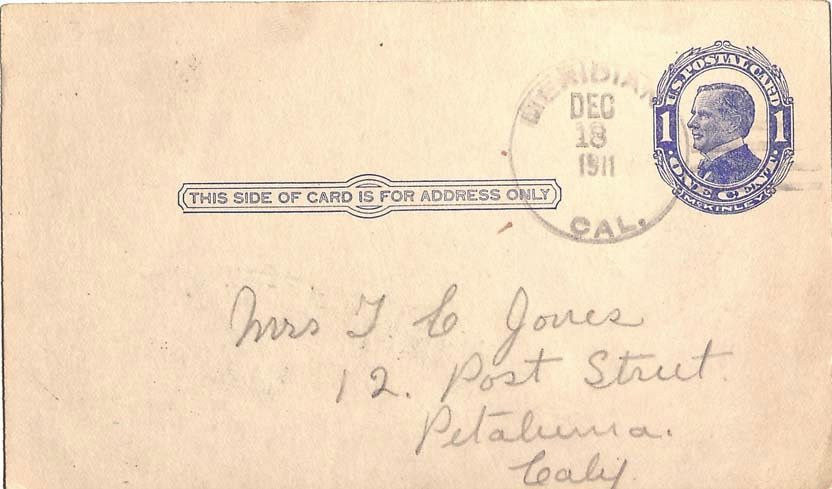 MERIDIAN
DEC
18
1911
CAL.
U.S. POSTAL CARD
1 1
·ONE CENT·
McKINLEY
THIS SIDE OF CARD IS FOR ADDRESS ONLY
Mrs T. C. Jones
12. Post Street
Petaluma.
Calif